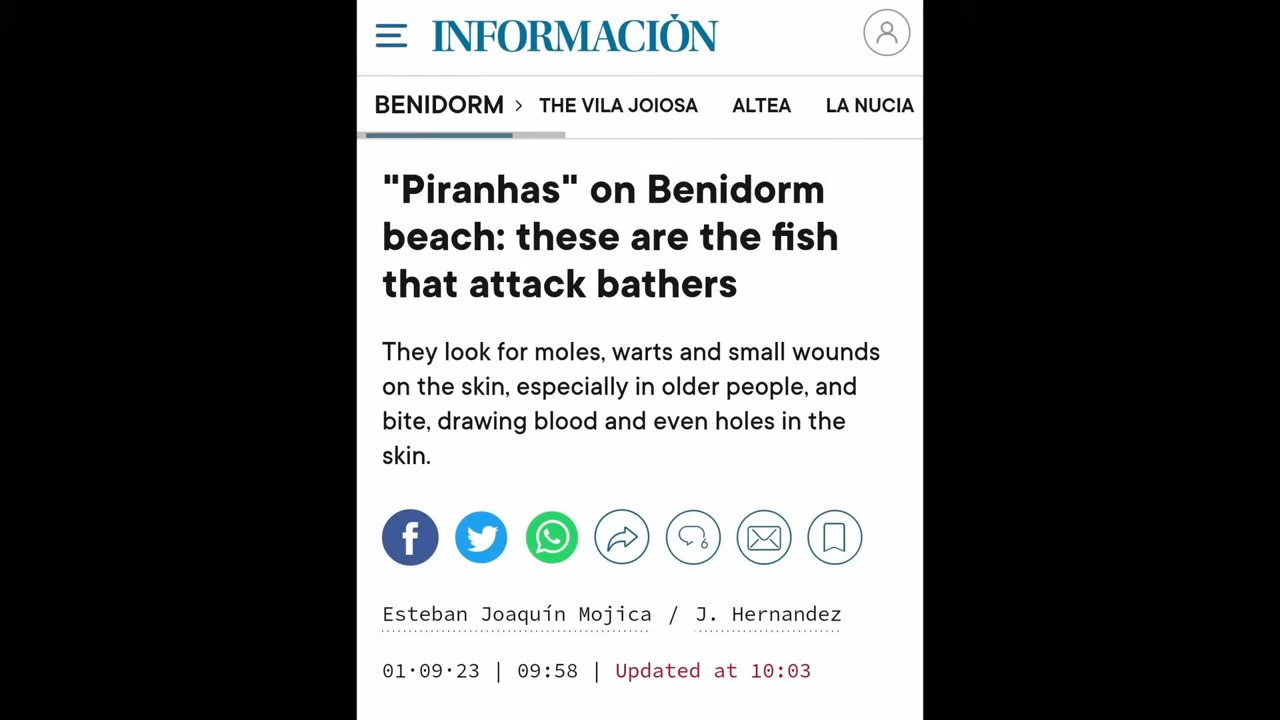 INFORMACIÓN
BENIDORM > THE VILA JOIOSA ALTEA LA NUCIA
"Piranhas" on Benidorm
beach: these are the fish
that attack bathers
They look for moles, warts and small wounds
on the skin, especially in older people, and
bite, drawing blood and even holes in the
skin.
6
Esteban Joaquín Mojica / J. Hernandez
01·09·23 | 09:58 | Updated at 10:03